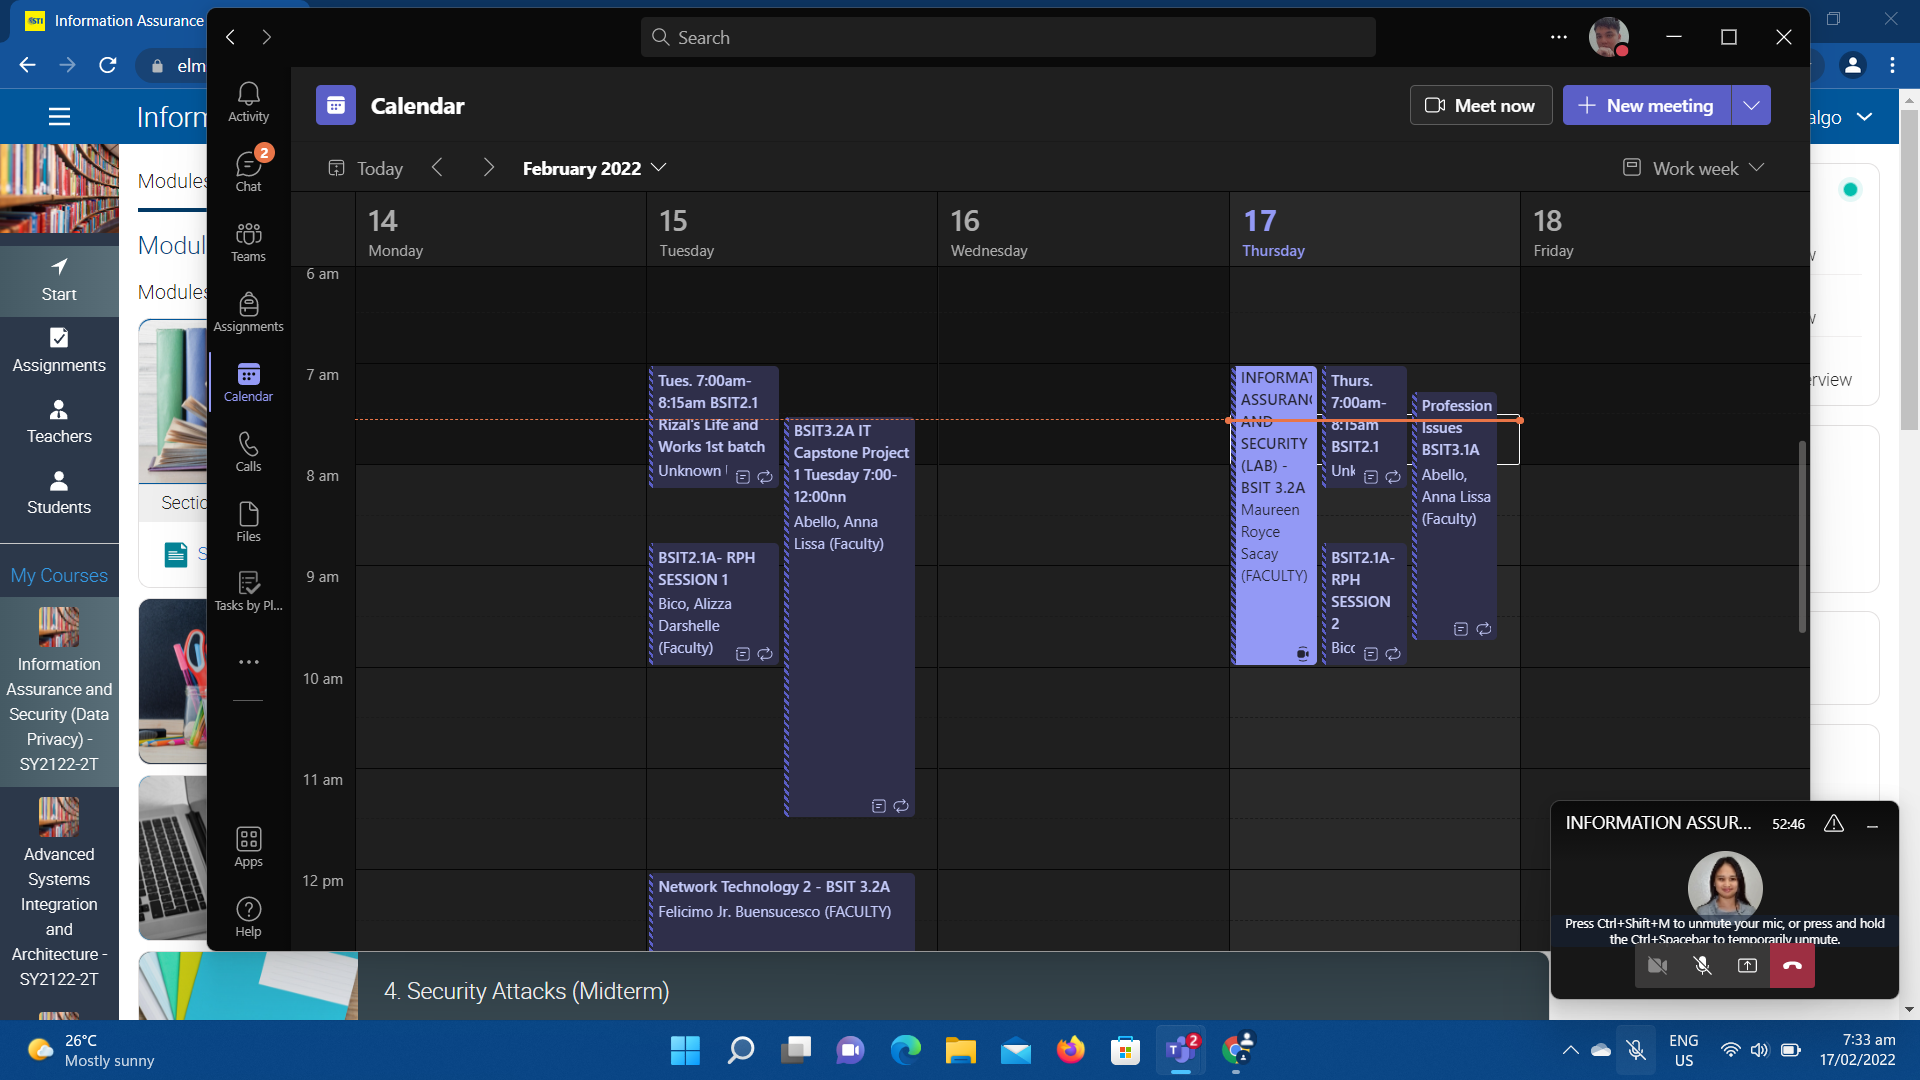 STI
Information Assurance
elm
Search
Inforn
algo
Modules
Modul
Modules
Start
Assignments
Teachers
Students
My Courses
Information
Assurance and
Security (Data
Privacy) -
SY2122-2T
Advanced
Systems
Integration
and
Architecture -
SY2122-2T
Sectio
S
Activity
2
Chat
Teams
Assignments
Calendar
Calls
Files
Tasks by Pl...
Apps
Help
Calendar
Meet now
New meeting
Today
February 2022
Work week
14
Monday
15
Tuesday
16
Wednesday
17
Thursday
18
Friday
6 am
7 am
8 am
9 am
10 am
11 am
12 pm
Tues. 7:00am-
8:15am BSIT2.1
Rizal's Life and
Works 1st batch
Unknown
BSIT3.2A IT
Capstone Project
1 Tuesday 7:00-
12:00nn
Abello, Anna
Lissa (Faculty)
BSIT2.1A- RPH
SESSION 1
Bico, Alizza
Darshelle
(Faculty)
Network Technology 2 - BSIT 3.2A
Felicimo Jr. Buensucesco (FACULTY)
INFORMAT
ASSURANC
AND
SECURITY
(LAB) -
BSIT 3.2A
Maureen
Royce
Sacay
(FACULTY)
Thurs.
7:00am-
8:15am
BSIT2.1
Unk
BSIT2.1A-
RPH
SESSION
2
Bicc
Profession
Issues
BSIT3.1A
Abello,
Anna Lissa
(Faculty)
w
w
rview
INFORMATION ASSUR... 52:46
Press Ctrl+Shift+M to unmute your mic, or press and hold
the Ctrl+Spacebar to temporarily unmute.
4. Security Attacks (Midterm)
26°C
Mostly sunny
2
ENG
US
7:33 am
17/02/2022